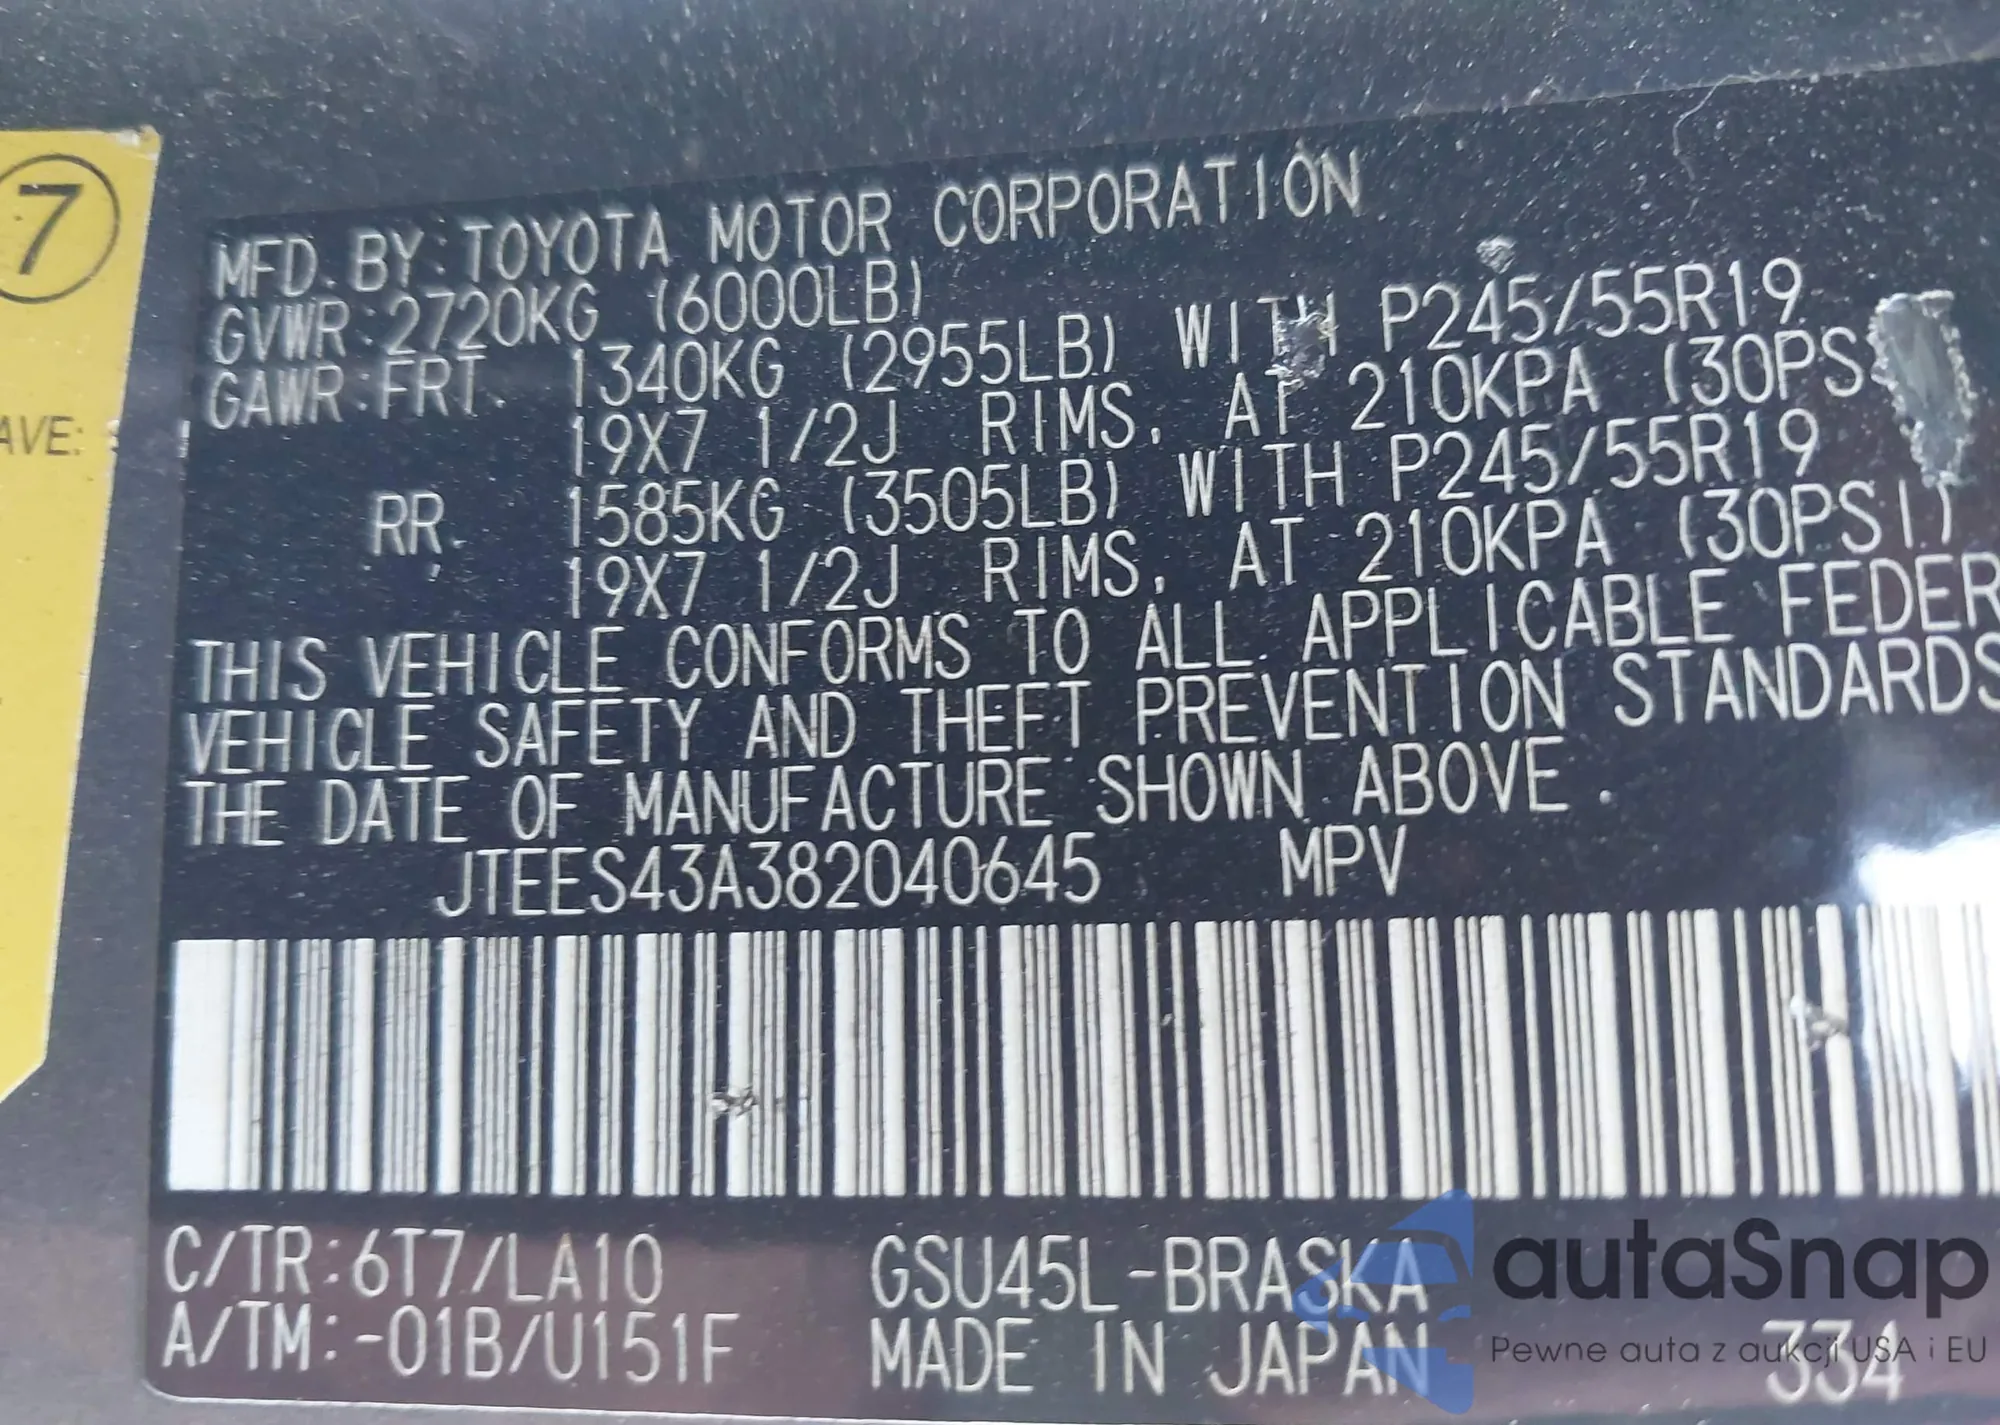 7
AVE:
MFD. BY: TOYOTA MOTOR CORPORATION
GVWR: 2720KG (6000LB)
GAWR: FRT. 1340KG (2955LB) WITH P245/55R19
19X7 1/2J RIMS, AT 210KPA (30PS
RR. 1585KG (3505LB) WITH P245/55R19
19X7 1/2J RIMS, AT 210KPA (30PSI)
THIS VEHICLE CONFORMS TO ALL APPLICABLE FEDER
VEHICLE SAFETY AND THEFT PREVENTION STANDARDS
THE DATE OF MANUFACTURE SHOWN ABOVE.
JTEES43A382040645 MPV
C/TR: 6T7/LA10 GSU45L-BRASKA
A/TM: -01B/U151F MADE IN JAPAN 334
autaSnap
Pewne auta z aukcji USA i EU